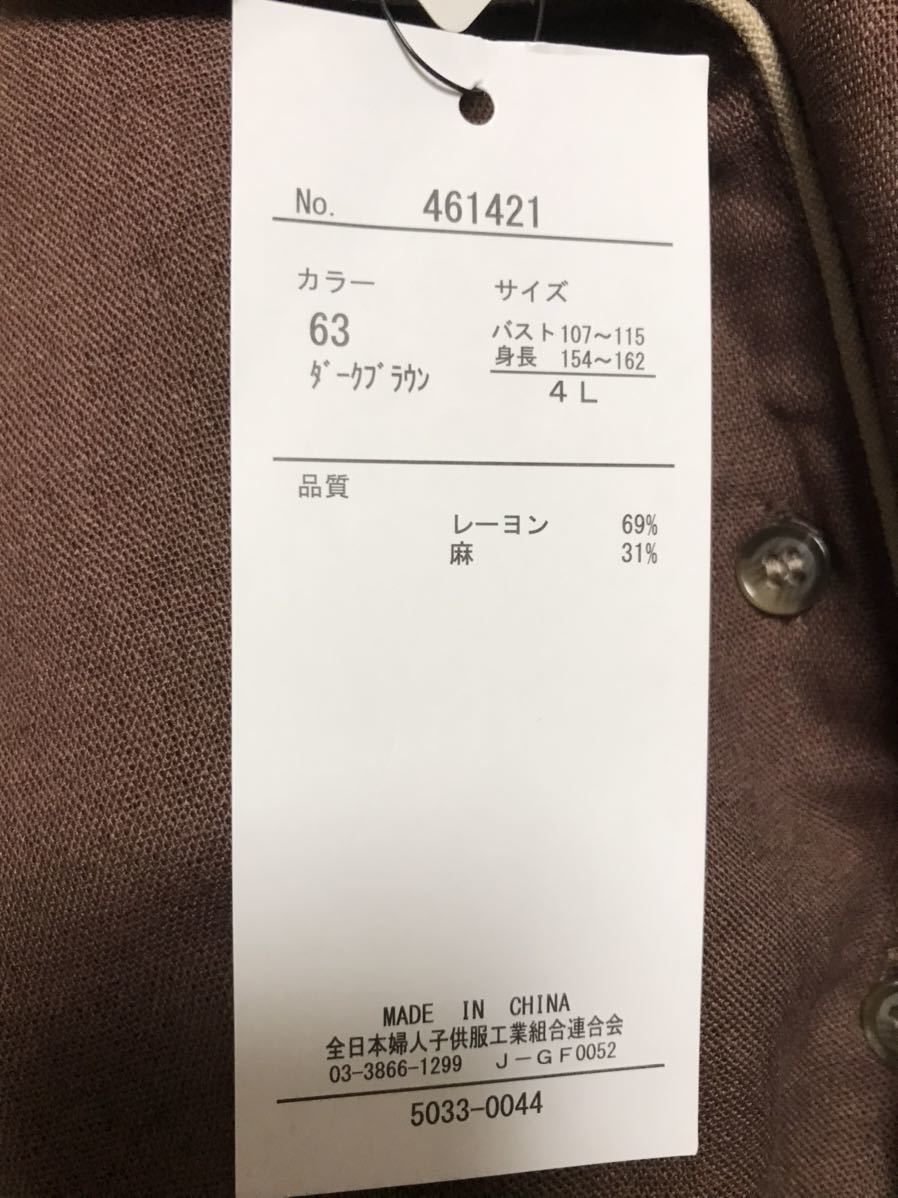 No. 461421
カラー
63
ﾀﾞｰｸﾌﾞﾗｳﾝ
サイズ
バスト 107～115
身長 154～162
4L
品質
レーヨン 69%
麻 31%
MADE IN CHINA
全日本婦人子供服工業組合連合会
03-3866-1299 J－GF0052
5033-0044